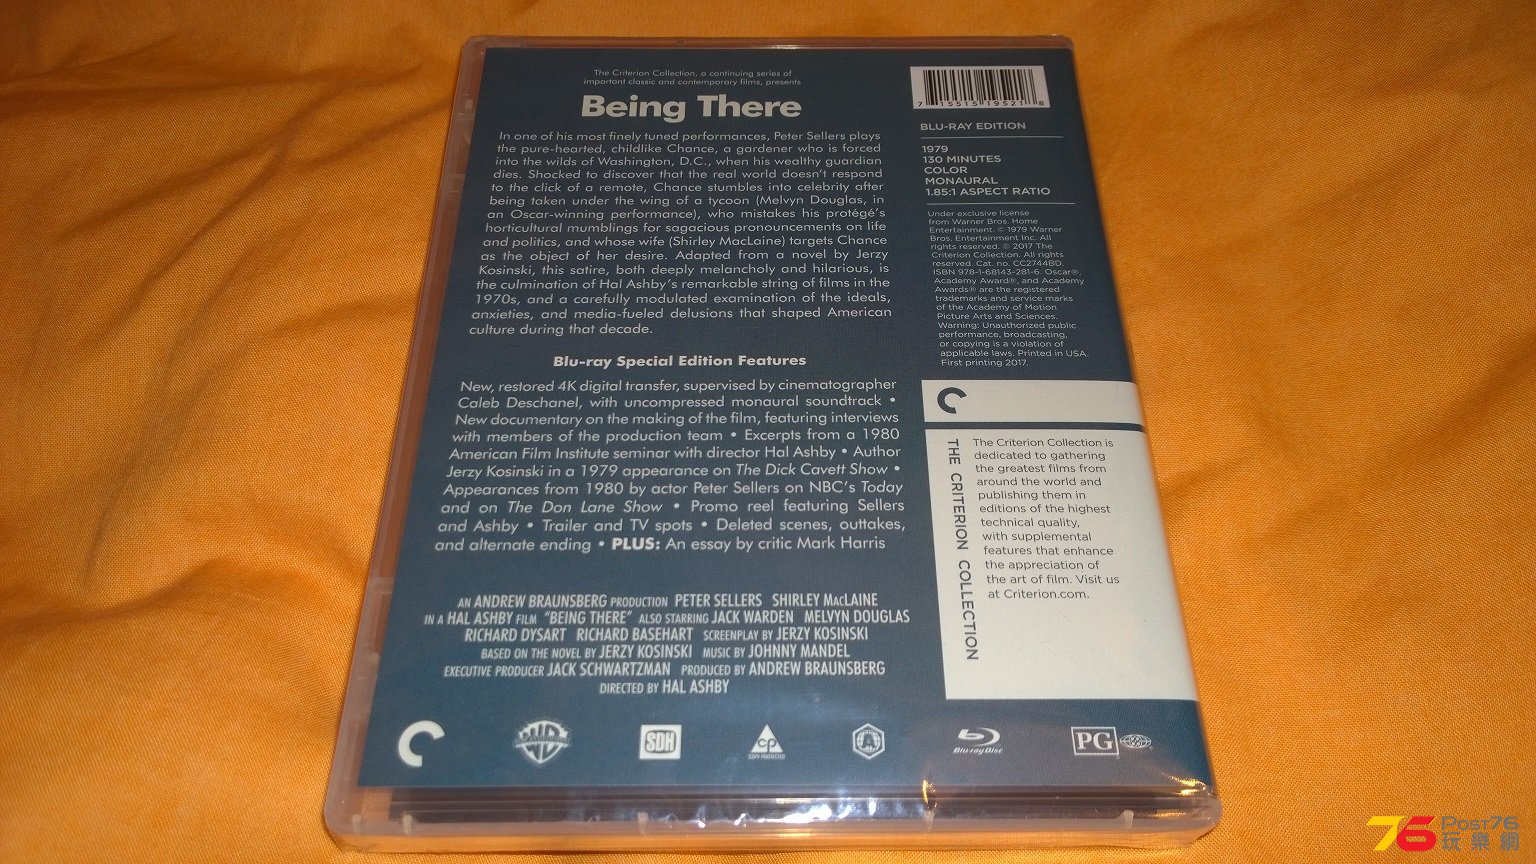 The Criterion Collection, a continuing series of
important classic and contemporary films, presents
Being There
In one of his most finely tuned performances, Peter Sellers plays
the pure-hearted, childlike Chance, a gardener who is forced
into the wilds of Washington, D.C., when his wealthy guardian
dies. Shocked to discover that the real world doesn't respond
to the click of a remote, Chance stumbles into celebrity after
being taken under the wing of a tycoon (Melvyn Douglas, in
an Oscar-winning performance), who mistakes his protégé's
horticultural mumblings for sagacious pronouncements on life
and politics, and whose wife (Shirley MacLaine) targets Chance
as the object of her desire. Adapted from a novel by Jerzy
Kosinski, this satire, both deeply melancholy and hilarious, is
the culmination of Hal Ashby's remarkable string of films in the
1970s, and a carefully modulated examination of the ideals,
anxieties, and media-fueled delusions that shaped American
culture during that decade.
Blu-ray Special Edition Features
New, restored 4K digital transfer, supervised by cinematographer
Caleb Deschanel, with uncompressed monaural soundtrack •
New documentary on the making of the film, featuring interviews
with members of the production team • Excerpts from a 1980
American Film Institute seminar with director Hal Ashby • Author
Jerzy Kosinski in a 1979 appearance on The Dick Cavett Show •
Appearances from 1980 by actor Peter Sellers on NBC's Today
and on The Don Lane Show • Promo reel featuring Sellers
and Ashby • Trailer and TV spots • Deleted scenes, outtakes,
and alternate ending • PLUS: An essay by critic Mark Harris
AN ANDREW BRAUNSBERG PRODUCTION PETER SELLERS SHIRLEY MACLAINE
IN A HAL ASHBY FILM "BEING THERE" ALSO STARRING JACK WARDEN MELVYN DOUGLAS
RICHARD DYSART RICHARD BASEHART SCREENPLAY BY JERZY KOSINSKI
BASED ON THE NOVEL BY JERZY KOSINSKI MUSIC BY JOHNNY MANDEL
EXECUTIVE PRODUCER JACK SCHWARTZMAN PRODUCED BY ANDREW BRAUNSBERG
DIRECTED BY HAL ASHBY
7 15515 19521 8
BLU-RAY EDITION
1979
130 MINUTES
COLOR
MONAURAL
1.85:1 ASPECT RATIO
Under exclusive license
from Warner Bros. Home
Entertainment. © 1979 Warner
Bros. Entertainment Inc. All
rights reserved. © 2017 The
Criterion Collection. All rights
reserved. Cat. no. CC2744BD.
ISBN 978-1-68143-281-6. Oscar®,
Academy Award®, and Academy
Awards® are the registered
trademarks and service marks
of the Academy of Motion
Picture Arts and Sciences.
Warning: Unauthorized public
performance, broadcasting,
or copying is a violation of
applicable laws. Printed in USA.
First printing 2017.
THE CRITERION COLLECTION
The Criterion Collection is
dedicated to gathering
the greatest films from
around the world and
publishing them in
editions of the highest
technical quality,
with supplemental
features that enhance
the appreciation of
the art of film. Visit us
at Criterion.com.
WB
SDH
CP
COPY PROTECTED
Blu-ray Disc
PG
76 POST76
玩樂網